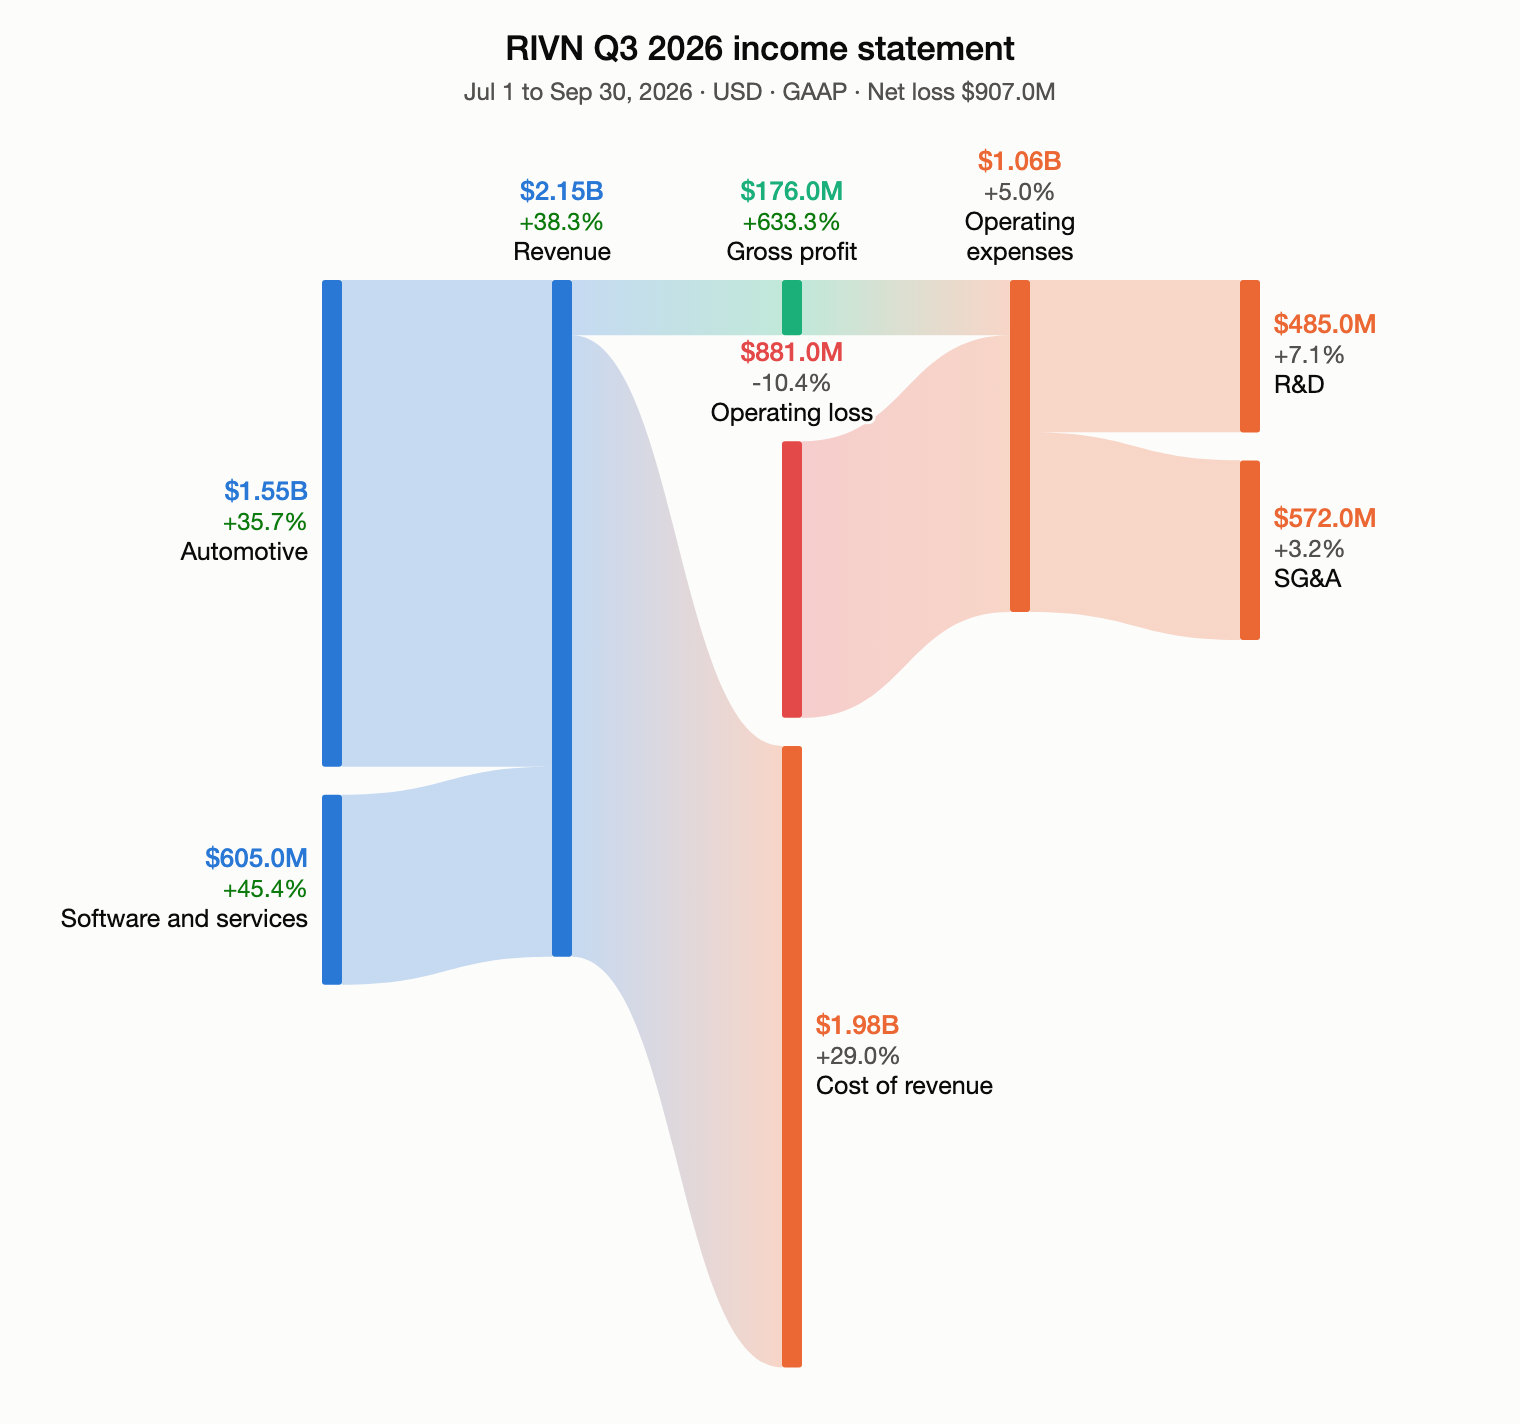 RIVN Q3 2026 income statement
Jul 1 to Sep 30, 2026 · USD · GAAP · Net loss $907.0M
$1.06B
+5.0%
Operating
expenses
$2.15B
+38.3%
Revenue
$176.0M
+633.3%
Gross profit
$881.0M
-10.4%
Operating loss
$485.0M
+7.1%
R&D
$572.0M
+3.2%
SG&A
$1.55B
+35.7%
Automotive
$605.0M
+45.4%
Software and services
$1.98B
+29.0%
Cost of revenue